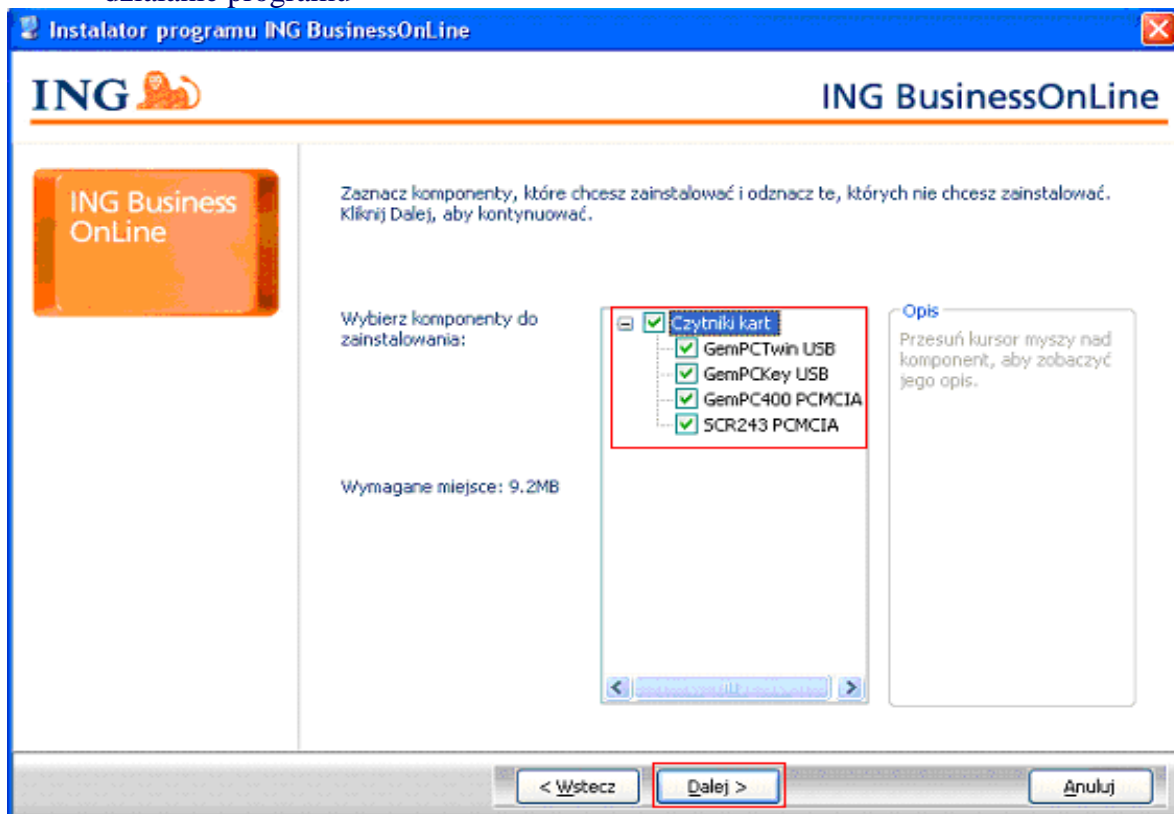 działanie programu
Instalator programu ING BusinessOnLine
ING
ING BusinessOnLine
ING Business
OnLine
Zaznacz komponenty, które chcesz zainstalować i odznacz te, których nie chcesz zainstalować.
Kliknij Dalej, aby kontynuować.
Wybierz komponenty do
zainstalowania:
Czytniki kart
GemPCTwin USB
GemPCKey USB
GemPC400 PCMCIA
SCR243 PCMCIA
Opis
Przesuń kursor myszy nad
komponent, aby zobaczyć
jego opis.
Wymagane miejsce: 9.2MB
< Wstecz
Dalej >
Anuluj